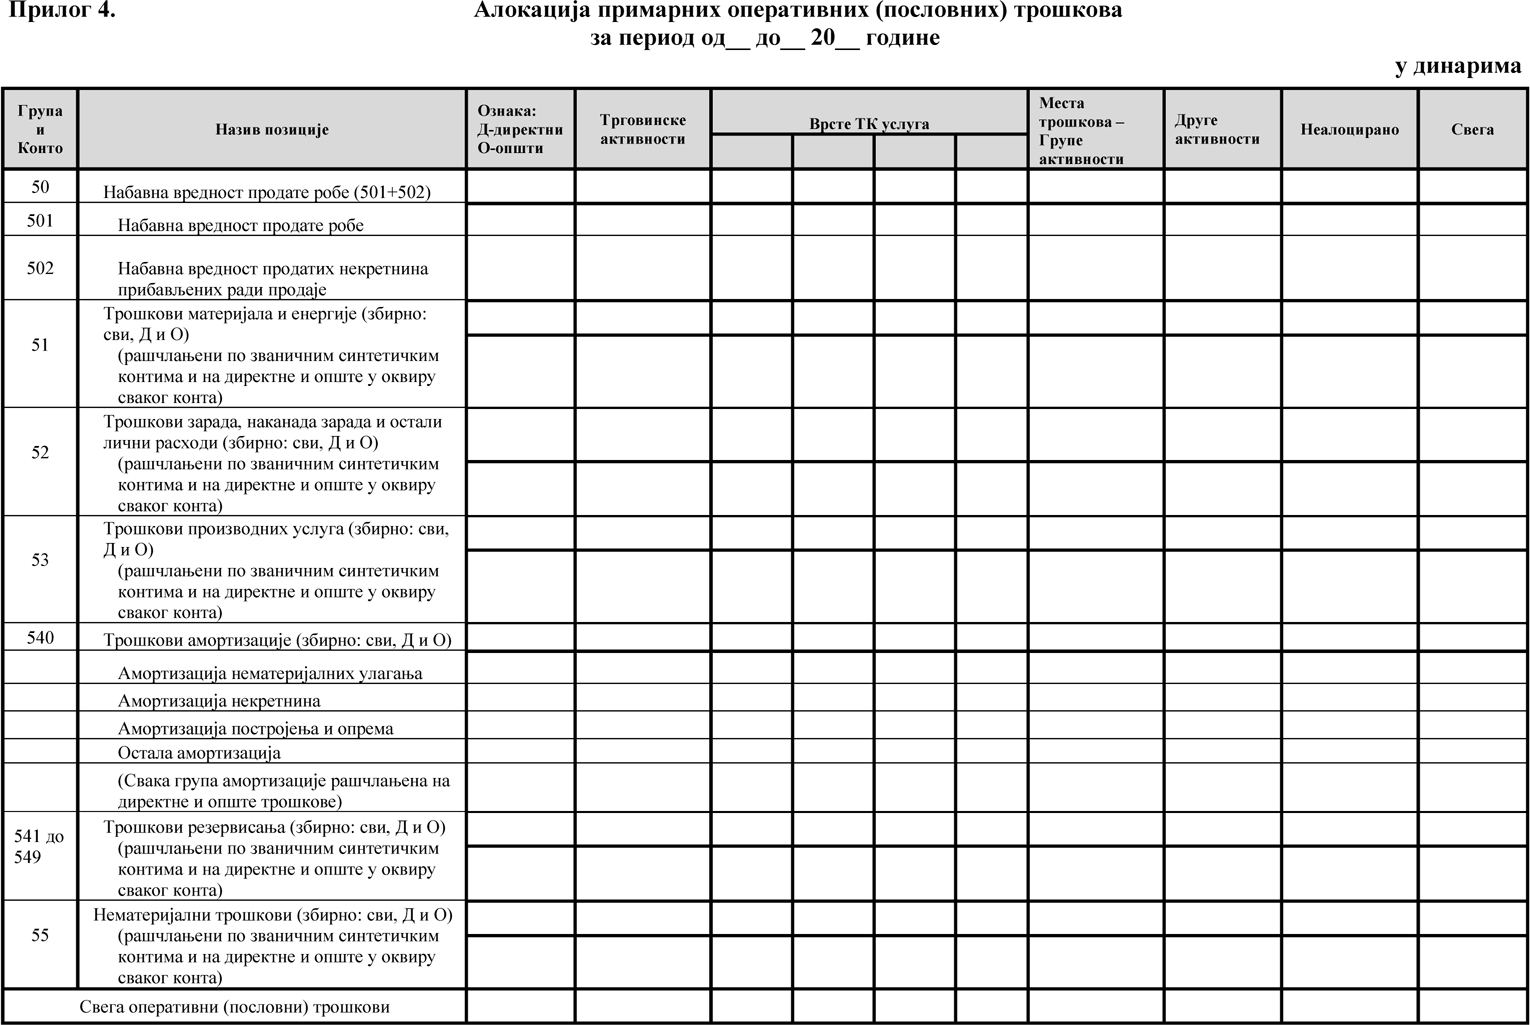 Прилог 4.
Алокација примарних оперативних (пословних) трошкова
за период од__ до__ 20__ године
у динарима
Група
и
Конто
Назив позиције
Ознака:
Д-директни
О-општи
Трговинске
активности
Врсте ТК услуга
Места
трошкова –
Групе
активности
Друге
активности
Неалоцирано
Свега
50
Набавна вредност продате робе (501+502)
501
Набавна вредност продате робе
502
Набавна вредност продатих некретнина
прибављених ради продаје
51
Трошкови материјала и енергије (збирно:
сви, Д и О)
(рашчлањени по званичним синтетичким
контима и на директне и опште у оквиру
сваког конта)
52
Трошкови зарада, наканада зарада и остали
лични расходи (збирно: сви, Д и О)
(рашчлањени по званичним синтетичким
контима и на директне и опште у оквиру
сваког конта)
53
Трошкови производних услуга (збирно: сви,
Д и О)
(рашчлањени по званичним синтетичким
контима и на директне и опште у оквиру
сваког конта)
540
Трошкови амортизације (збирно: сви, Д и О)
Амортизација нематеријалних улагања
Амортизација некретнина
Амортизација постројења и опрема
Остала амортизација
(Свака група амортизације рашчлањена на
директне и опште трошкове)
541 до
549
Трошкови резервисања (збирно: сви, Д и О)
(рашчлањени по званичним синтетичким
контима и на директне и опште у оквиру
сваког конта)
55
Нематеријални трошкови (збирно: сви, Д и О)
(рашчлањени по званичним синтетичким
контима и на директне и опште у оквиру
сваког конта)
Свега оперативни (пословни) трошкови